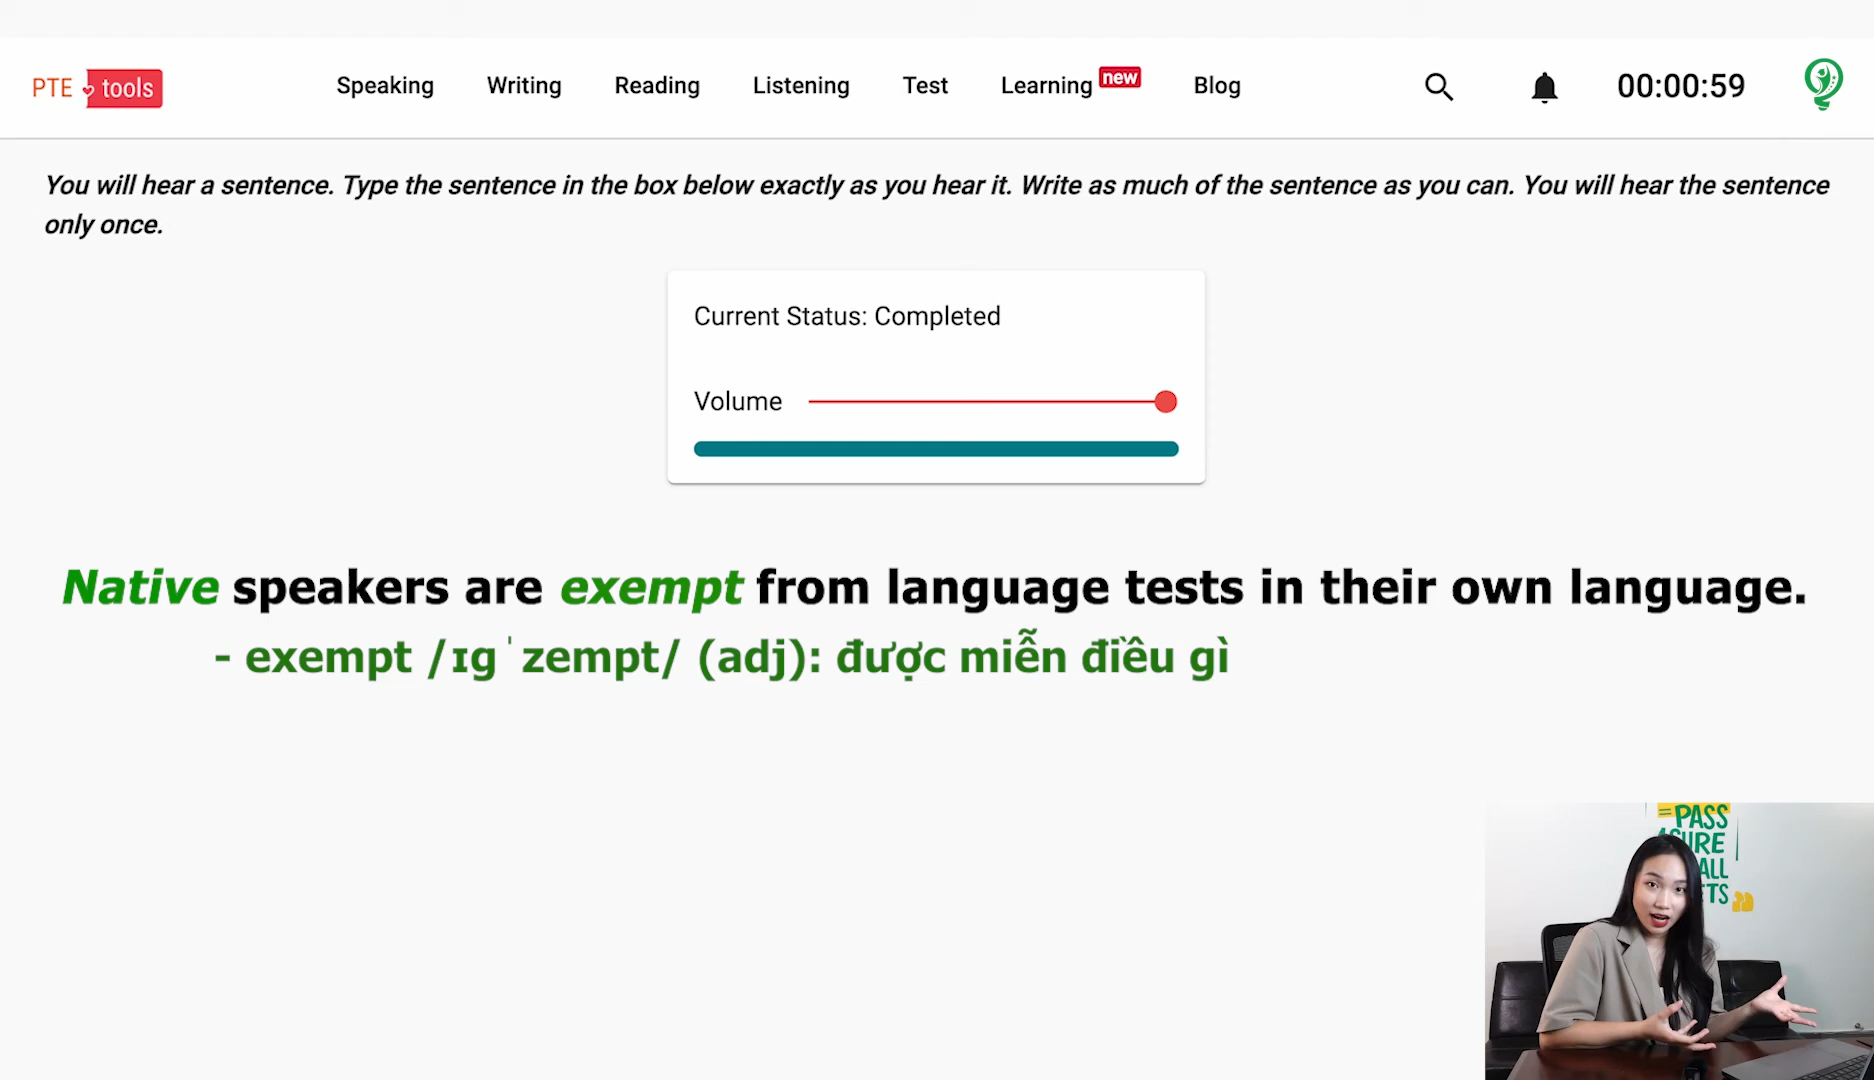 PTE tools
Speaking Writing Reading Listening Test Learning new Blog 00:00:59
You will hear a sentence. Type the sentence in the box below exactly as you hear it. Write as much of the sentence as you can. You will hear the sentence
only once.
Current Status: Completed
Volume
Native speakers are exempt from language tests in their own language.
- exempt /ɪɡˈzempt/ (adj): được miễn điều gì
PASS
ALL